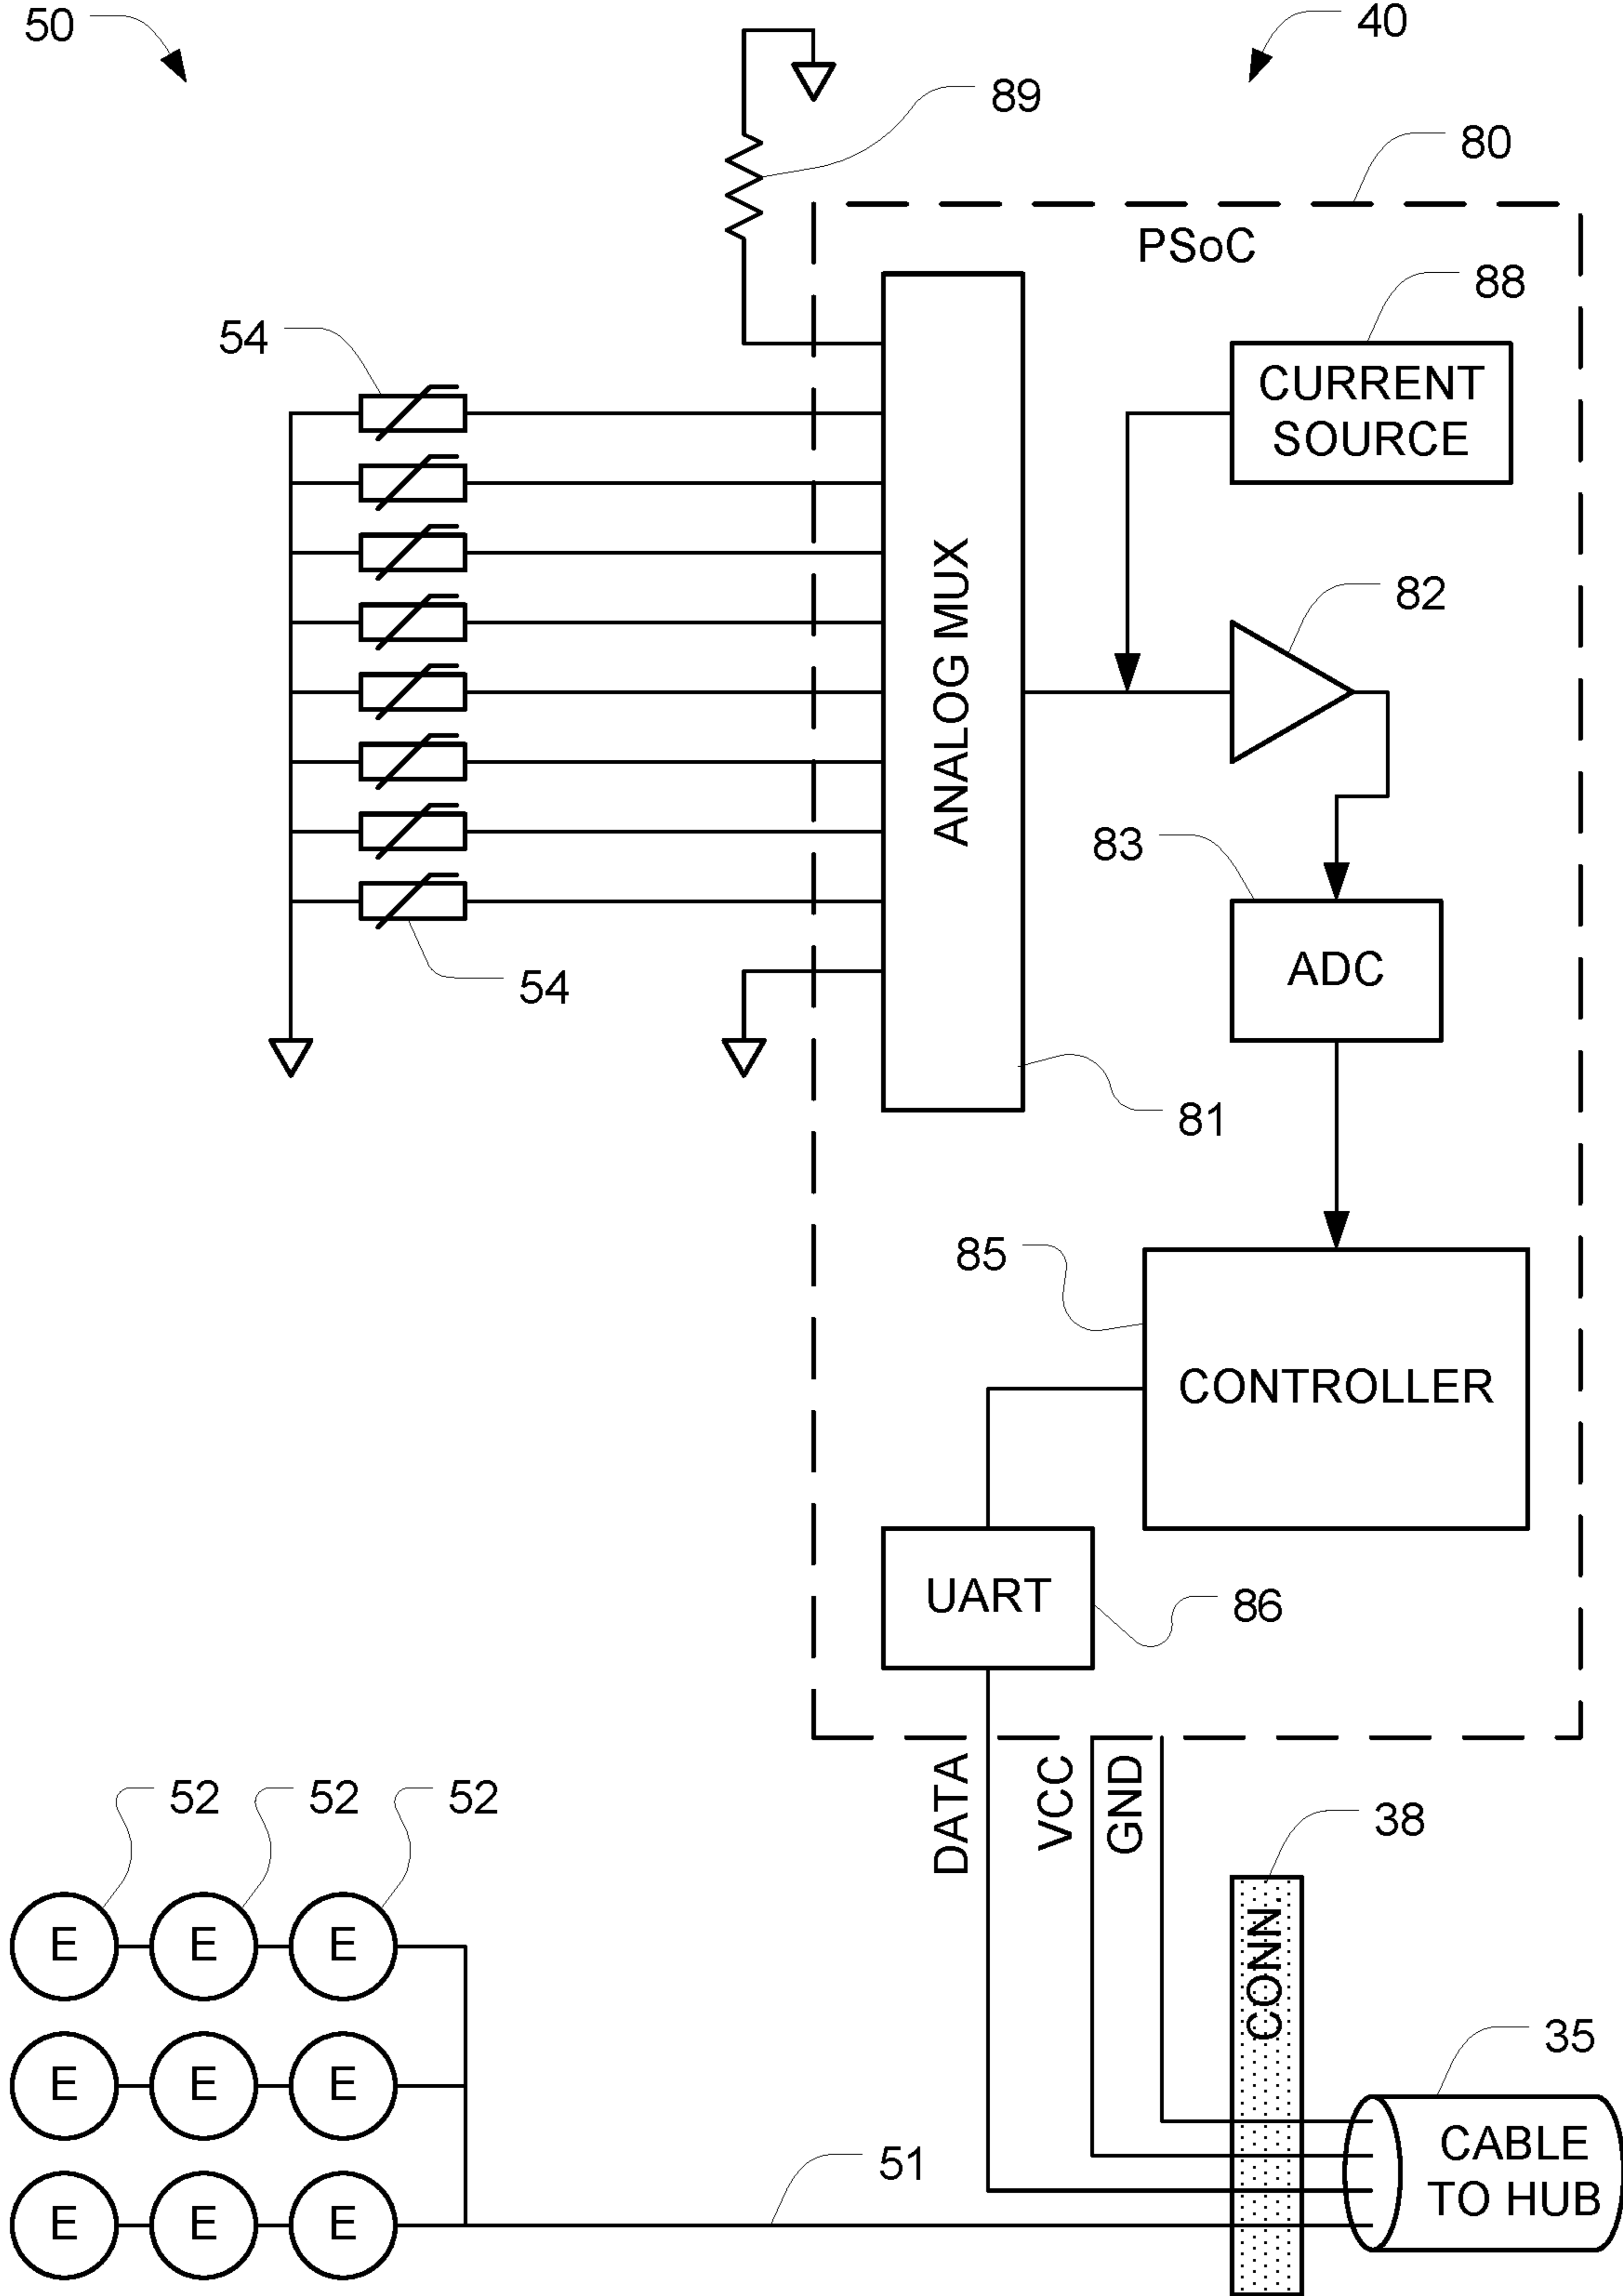 50
40
89
80
PSoC
88
54
CURRENT
SOURCE
ANALOG MUX
82
83
54
ADC
81
85
CONTROLLER
UART
86
DATA
VCC
GND
52
52
52
38
E
E
E
CONN.
35
E
E
E
CABLE
TO HUB
51
E
E
E